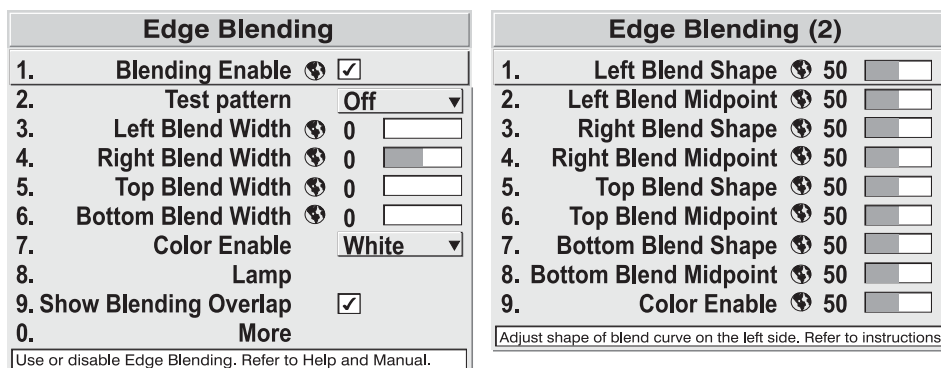 Edge Blending
1. Blending Enable
2. Test pattern Off
3. Left Blend Width 0
4. Right Blend Width 0
5. Top Blend Width 0
6. Bottom Blend Width 0
7. Color Enable White
8. Lamp
9. Show Blending Overlap
0. More
Use or disable Edge Blending. Refer to Help and Manual.
Edge Blending (2)
1. Left Blend Shape 50
2. Left Blend Midpoint 50
3. Right Blend Shape 50
4. Right Blend Midpoint 50
5. Top Blend Shape 50
6. Top Blend Midpoint 50
7. Bottom Blend Shape 50
8. Bottom Blend Midpoint 50
9. Color Enable 50
Adjust shape of blend curve on the left side. Refer to instructions